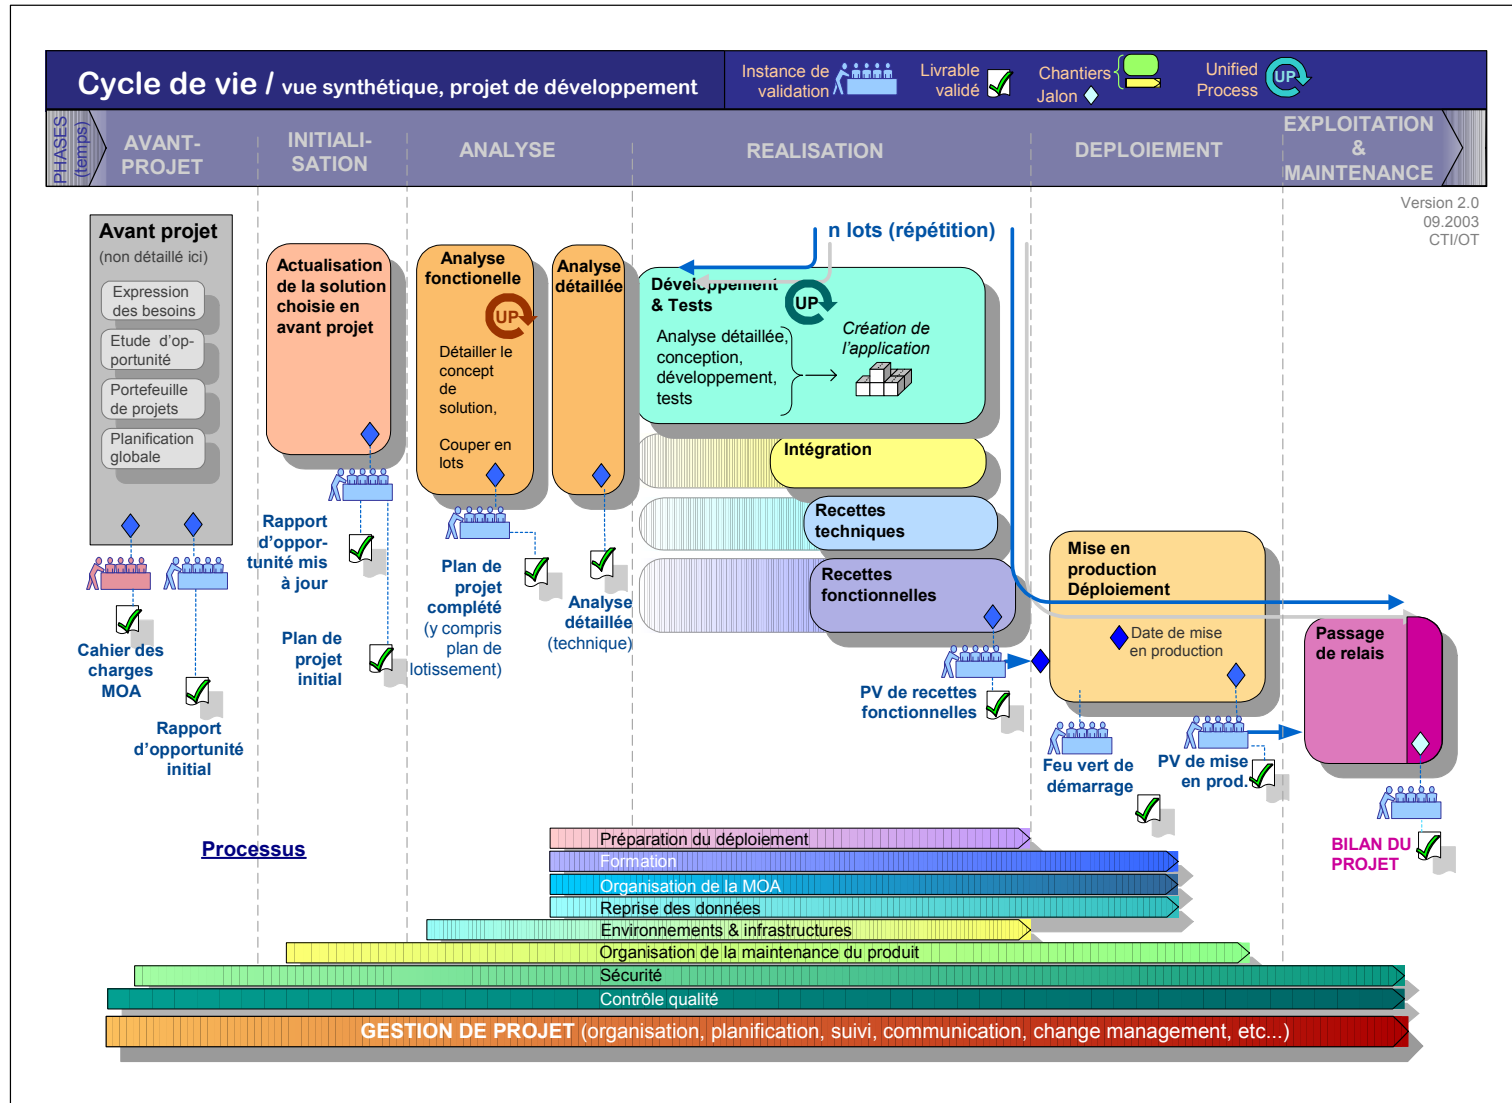 Cycle de vie / vue synthétique, projet de développement
Instance de
validation
Livrable
validé
Chantiers
Jalon
Unified
Process
UP
PHASES
(temps)
AVANT-
PROJET
INITIALI-
SATION
ANALYSE
REALISATION
DEPLOIEMENT
EXPLOITATION
&
MAINTENANCE
Version 2.0
09.2003
CTI/OT
Avant projet
(non détaillé ici)
Expression
des besoins
Etude d'op-
portunité
Portefeuille
de projets
Planification
globale
Cahier des
charges
MOA
Rapport
d'opportunité
initial
Actualisation
de la solution
choisie en
avant projet
Rapport
d'oppor-
tunité mis
à jour
Plan de
projet
initial
Analyse
fonctionelle
UP
Détailler le
concept
de
solution,
Couper en
lots
Plan de
projet
complété
(y compris
plan de
lotissement)
Analyse
détaillée
Analyse
détaillée
(technique)
n lots (répétition)
Développement
& Tests
UP
Analyse détaillée,
conception,
développement,
tests
Création de
l'application
Intégration
Recettes
techniques
Recettes
fonctionnelles
PV de recettes
fonctionnelles
Mise en
production
Déploiement
Date de mise
en production
Feu vert de
démarrage
PV de mise
en prod.
Passage
de relais
BILAN DU
PROJET
Processus
Préparation du déploiement
Formation
Organisation de la MOA
Reprise des données
Environnements & infrastructures
Organisation de la maintenance du produit
Sécurité
Contrôle qualité
GESTION DE PROJET (organisation, planification, suivi, communication, change management, etc...)